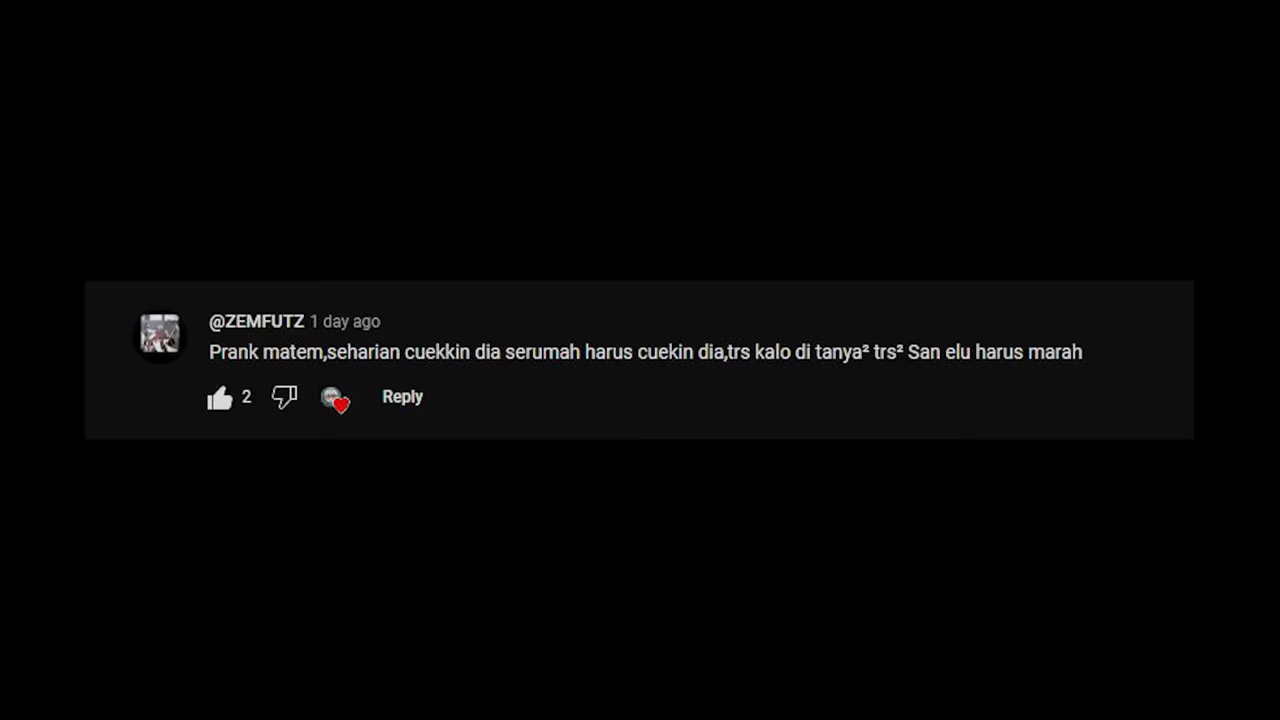 @ZEMFUTZ 1 day ago
Prank matem,seharian cuekkin dia serumah harus cuekin dia,trs kalo di tanya² trs² San elu harus marah
2 Reply